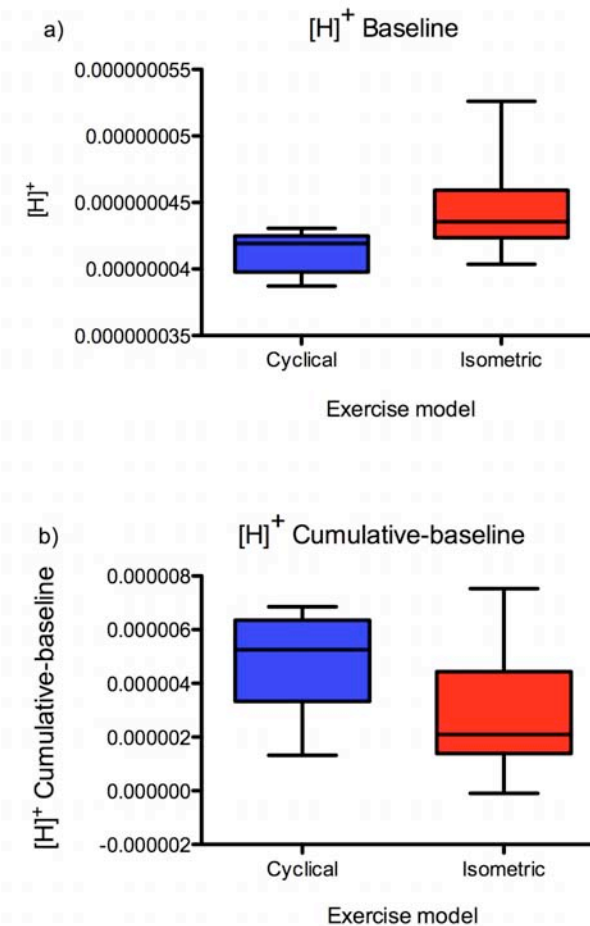 a)
[H]⁺ Baseline
0.000000055
0.00000005
0.000000045
0.00000004
0.000000035
[H]⁺
Cyclical
Isometric
Exercise model
b)
[H]⁺ Cumulative-baseline
0.000008
0.000006
0.000004
0.000002
0.000000
-0.000002
[H]⁺ Cumulative-baseline
Cyclical
Isometric
Exercise model